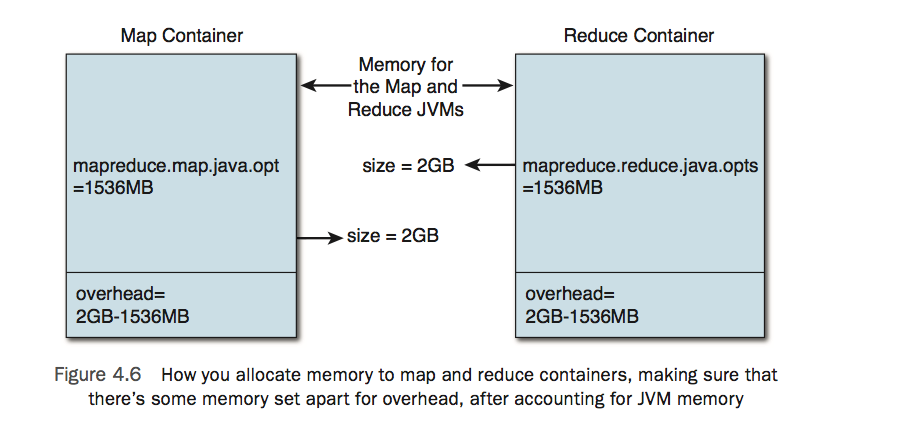 Map Container
Reduce Container
Memory for
the Map and
Reduce JVMs
mapreduce.map.java.opt
=1536MB
size = 2GB
mapreduce.reduce.java.opts
=1536MB
size = 2GB
overhead=
2GB-1536MB
overhead=
2GB-1536MB
Figure 4.6 How you allocate memory to map and reduce containers, making sure that
there's some memory set apart for overhead, after accounting for JVM memory